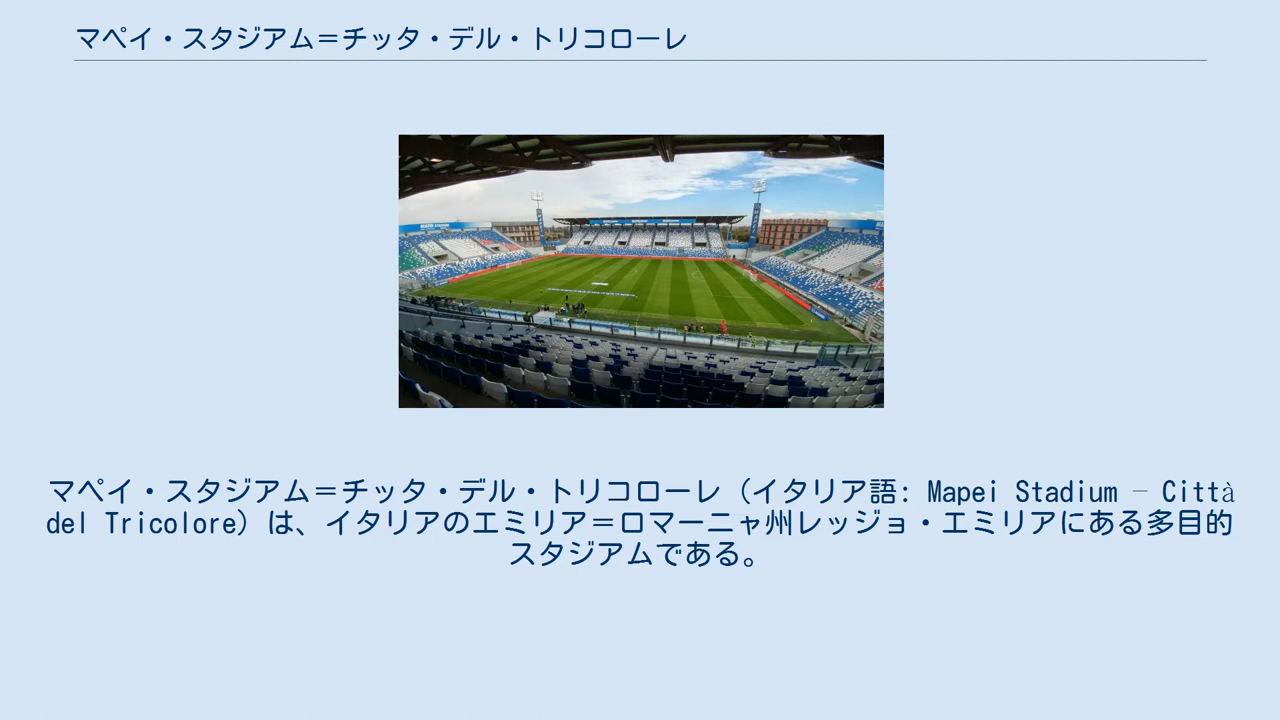 マペイ・スタジアム＝チッタ・デル・トリコローレ
マペイ・スタジアム＝チッタ・デル・トリコローレ（イタリア語: Mapei Stadium – Città
del Tricolore）は、イタリアのエミリア＝ロマーニャ州レッジョ・エミリアにある多目的
スタジアムである。